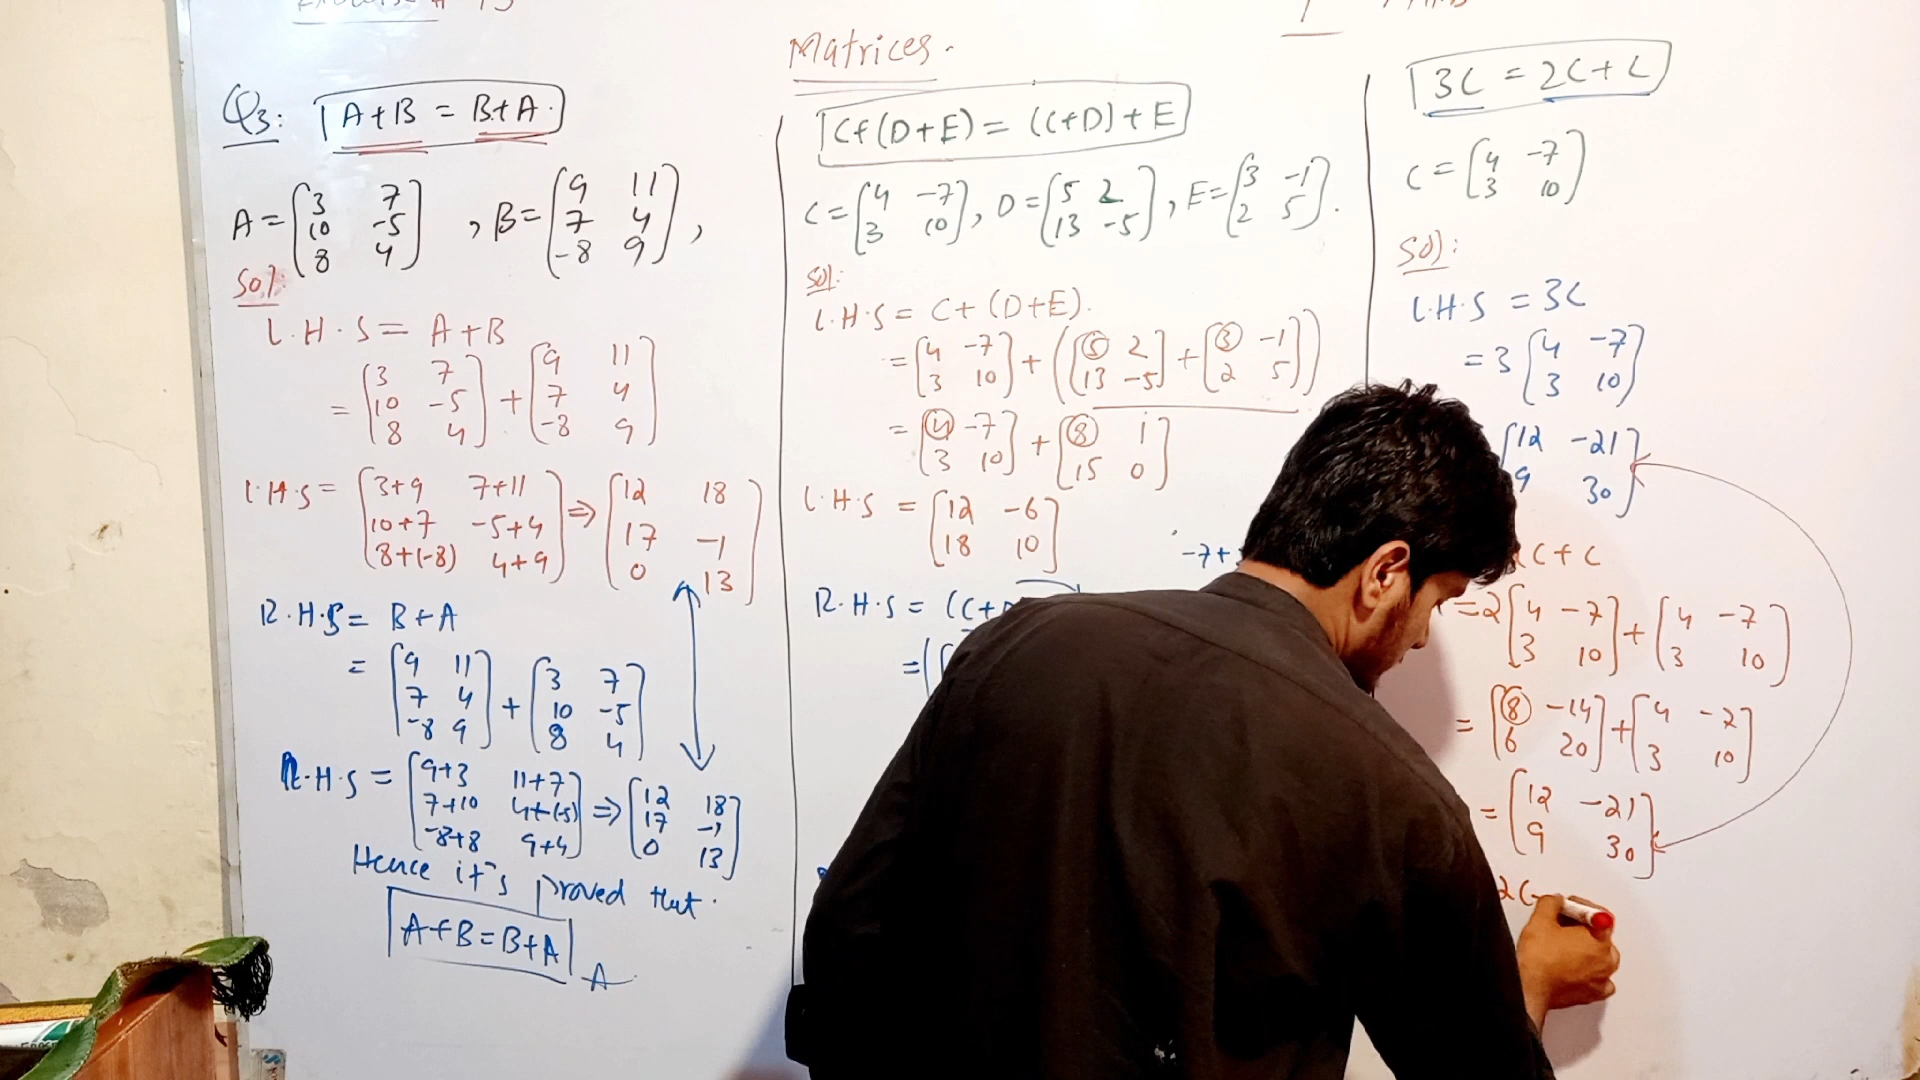 Matrices.
Q3: A+B = B+A.
A = [3 7
10 -5
8 4] , B = [9 11
7 4
-8 9] ,
Sol:
L.H.S = A+B
= [3 7
10 -5
8 4] + [9 11
7 4
-8 9]
L.H.S = [3+9 7+11
10+7 -5+4
8+(-8) 4+9] ⇒ [12 18
17 -1
0 13]
R.H.S = B+A
= [9 11
7 4
-8 9] + [3 7
10 -5
8 4]
R.H.S = [9+3 11+7
7+10 4+(-5)
-8+8 9+4] ⇒ [12 18
17 -1
0 13]
Hence it's proved that.
A+B = B+A
A
C+(D+E) = (C+D)+E
C = [4 -7
3 10], D = [5 2
13 -5], E = [3 -1
2 5].
Sol:
L.H.S = C+(D+E).
= [4 -7
3 10] + ([5 2
13 -5] + [3 -1
2 5])
= [4 -7
3 10] + [8 1
15 0]
L.H.S = [12 -6
18 10]
-7+
R.H.S = (C+
=(
3C = 2C+C
C = [4 -7
3 10]
Sol:
L.H.S = 3C
= 3 [4 -7
3 10]
[12 -21
9 30]
C+C
=2 [4 -7
3 10] + [4 -7
3 10]
= [8 -14
6 20] + [4 -7
3 10]
= [12 -21
9 30]
2C